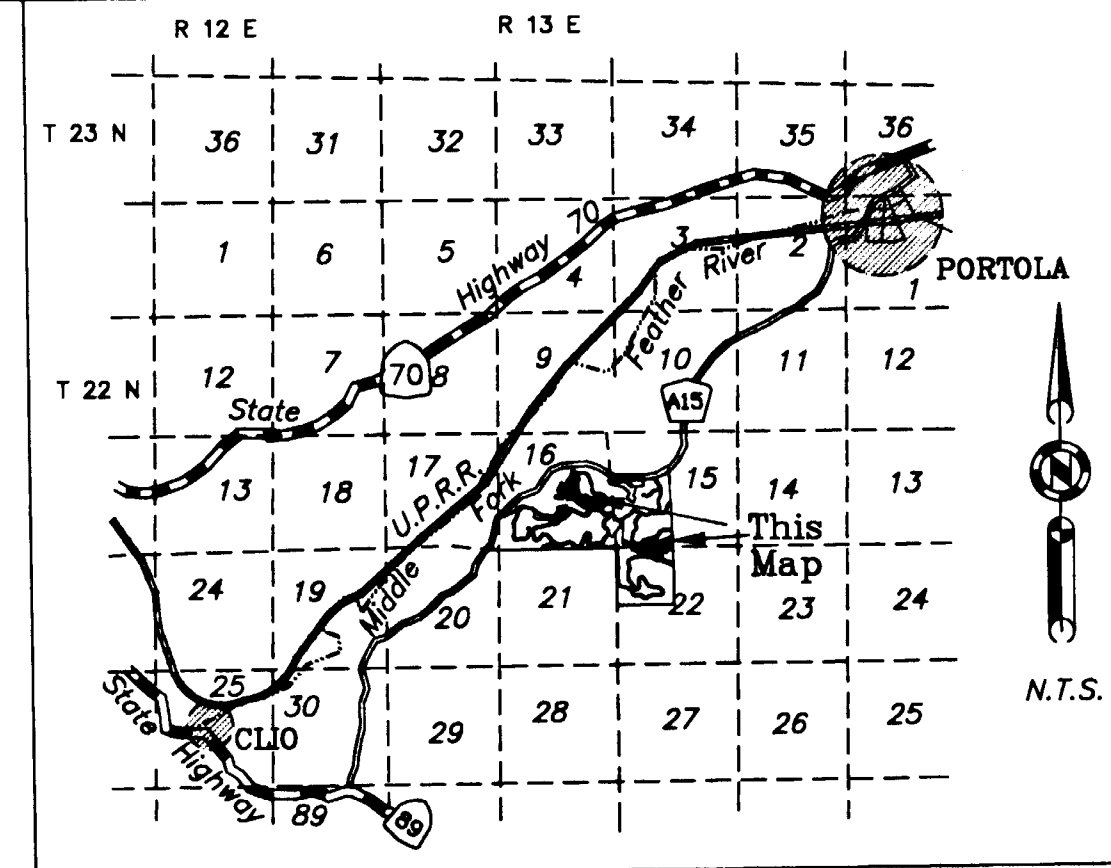 R 12 E R 13 E
T 23 N 36 31 32 33 34 35 36
1 6 5 Highway 70 4 3 River 2 1 PORTOLA
Feather
T 22 N 12 7 70 8 9 10 11 12
State A15
13 18 17 16 15 14 13
U.P.R.R. Fork
This
Map
N
24 19 Middle 20 21 22 23 24
25 30 29 28 27 26 25
N.T.S.
CLIO
State
Highway
89 89